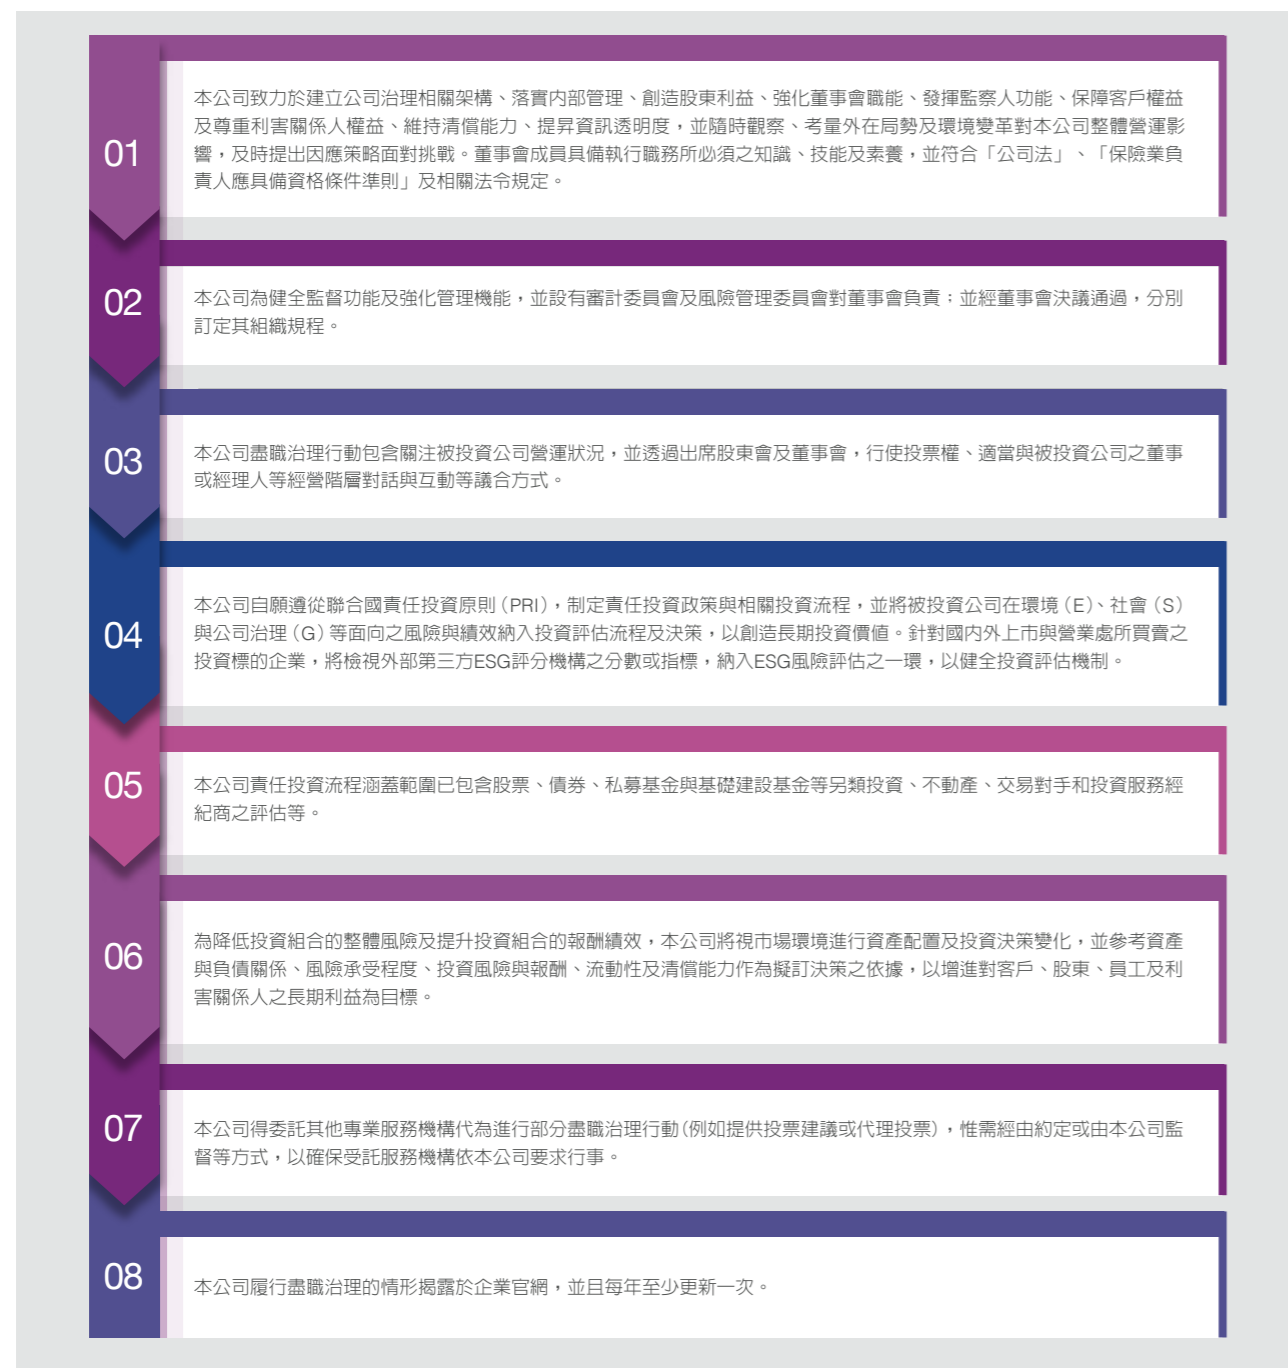 01
本公司致力於建立公司治理相關架構、落實內部管理、創造股東利益、強化董事會職能、發揮監察人功能、保障客戶權益
及尊重利害關係人權益、維持清償能力、提昇資訊透明度，並隨時觀察、考量外在局勢及環境變革對本公司整體營運影
響，及時提出因應策略面對挑戰。董事會成員具備執行職務所必須之知識、技能及素養，並符合「公司法」、「保險業負
責人應具備資格條件準則」及相關法令規定。
02
本公司為健全監督功能及強化管理機能，並設有審計委員會及風險管理委員會對董事會負責；並經董事會決議通過，分別
訂定其組織規程。
03
本公司盡職治理行動包含關注被投資公司營運狀況，並透過出席股東會及董事會，行使投票權、適當與被投資公司之董事
或經理人等經營階層對話與互動等議合方式。
04
本公司自願遵從聯合國責任投資原則（PRI），制定責任投資政策與相關投資流程，並將被投資公司在環境（E）、社會（S）
與公司治理（G）等面向之風險與績效納入投資評估流程及決策，以創造長期投資價值。針對國內外上市與營業處所買賣之
投資標的企業，將檢視外部第三方ESG評分機構之分數或指標，納入ESG風險評估之一環，以健全投資評估機制。
05
本公司責任投資流程涵蓋範圍已包含股票、債券、私募基金與基礎建設基金等另類投資、不動產、交易對手和投資服務經
紀商之評估等。
06
為降低投資組合的整體風險及提升投資組合的報酬績效，本公司將視市場環境進行資產配置及投資決策變化，並參考資產
與負債關係、風險承受程度、投資風險與報酬、流動性及清償能力作為擬訂決策之依據，以增進對客戶、股東、員工及利
害關係人之長期利益為目標。
07
本公司得委託其他專業服務機構代為進行部分盡職治理行動（例如提供投票建議或代理投票），惟需經由約定或由本公司監
督等方式，以確保受託服務機構依本公司要求行事。
08
本公司履行盡職治理的情形揭露於企業官網，並且每年至少更新一次。